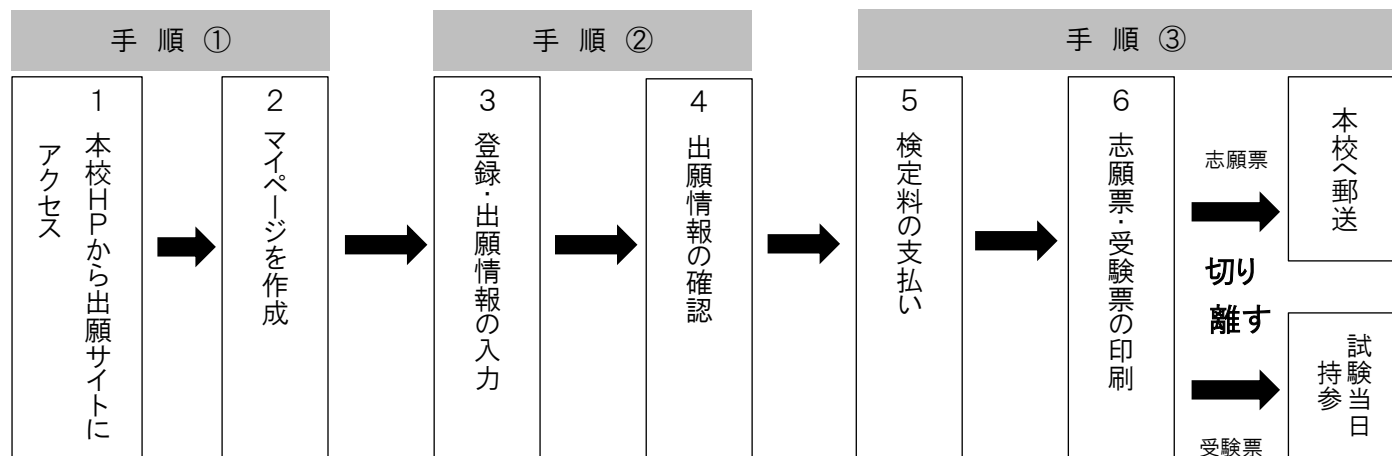 手順①
手順②
手順③
1 本校HPから出願サイトに
アクセス
2 マイページを作成
3 登録・出願情報の入力
4 出願情報の確認
5 検定料の支払い
6 志願票・受験票の印刷
志願票
本校へ郵送
切り
離す
試験当日
持参
受験票